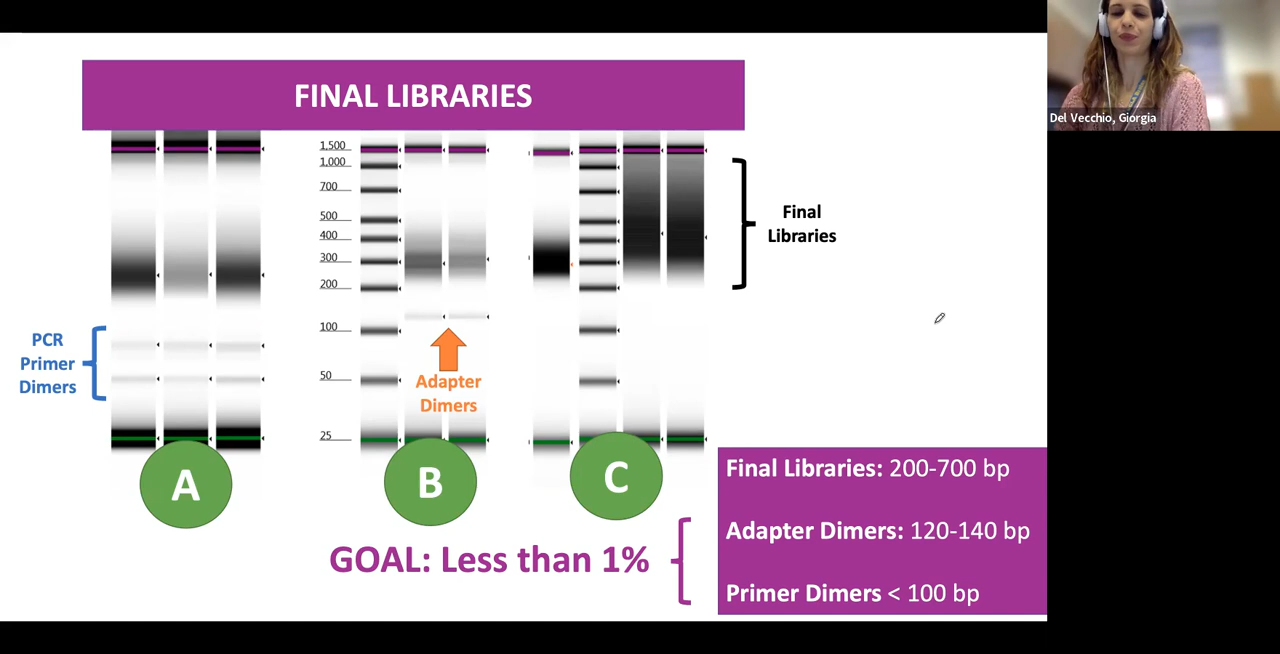 FINAL LIBRARIES
Del Vecchio, Giorgia
1,500
1,000
700
500
400
300
200
100
50
25
PCR
Primer
Dimers
Adapter
Dimers
Final
Libraries
A
B
C
GOAL: Less than 1%
Final Libraries: 200-700 bp
Adapter Dimers: 120-140 bp
Primer Dimers < 100 bp